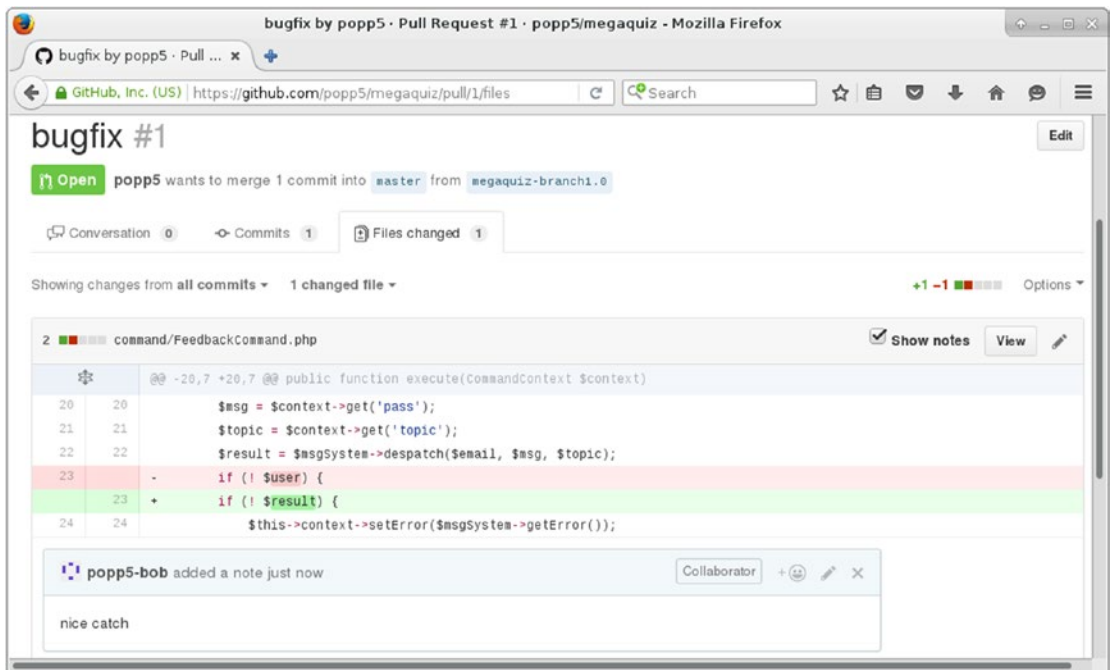 bugfix by popp5 · Pull Request #1 · popp5/megaquiz - Mozilla Firefox
bugfix by popp5 · Pull ...
GitHub, Inc. (US) https://github.com/popp5/megaquiz/pull/1/files Search
bugfix #1 Edit
Open popp5 wants to merge 1 commit into master from megaquiz-branch1.0
Conversation 0 Commits 1 Files changed 1
Showing changes from all commits 1 changed file +1 −1 Options
2 command/FeedbackCommand.php Show notes View
@@ -20,7 +20,7 @@ public function execute(CommandContext $context)
20 20 $msg = $context->get('pass');
21 21 $topic = $context->get('topic');
22 22 $result = $msgSystem->despatch($email, $msg, $topic);
23 - if (! $user) {
23 + if (! $result) {
24 24 $this->context->setError($msgSystem->getError());
popp5-bob added a note just now Collaborator +
nice catch